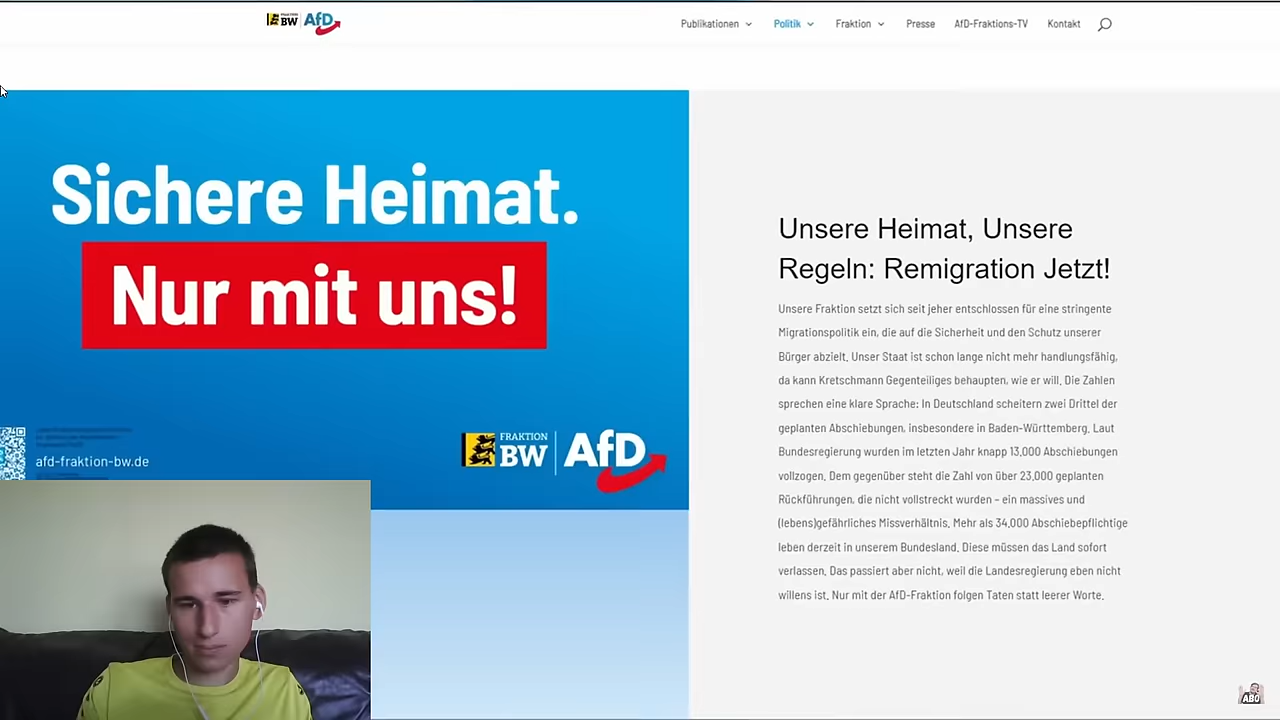 FRAKTION
BW
AfD
Publikationen
Politik
Fraktion
Presse
AfD-Fraktions-TV
Kontakt
Sichere Heimat.
Nur mit uns!
afd-fraktion-bw.de
FRAKTION
BW
AfD
Unsere Heimat, Unsere
Regeln: Remigration Jetzt!
Unsere Fraktion setzt sich seit jeher entschlossen für eine stringente
Migrationspolitik ein, die auf die Sicherheit und den Schutz unserer
Bürger abzielt. Unser Staat ist schon lange nicht mehr handlungsfähig,
da kann Kretschmann Gegenteiliges behaupten, wie er will. Die Zahlen
sprechen eine klare Sprache: In Deutschland scheitern zwei Drittel der
geplanten Abschiebungen, insbesondere in Baden-Württemberg. Laut
Bundesregierung wurden im letzten Jahr knapp 13.000 Abschiebungen
vollzogen. Dem gegenüber steht die Zahl von über 23.000 geplanten
Rückführungen, die nicht vollstreckt wurden – ein massives und
(lebens)gefährliches Missverhältnis. Mehr als 34.000 Abschiebepflichtige
leben derzeit in unserem Bundesland. Diese müssen das Land sofort
verlassen. Das passiert aber nicht, weil die Landesregierung eben nicht
willens ist. Nur mit der AfD-Fraktion folgen Taten statt leerer Worte.
ABO